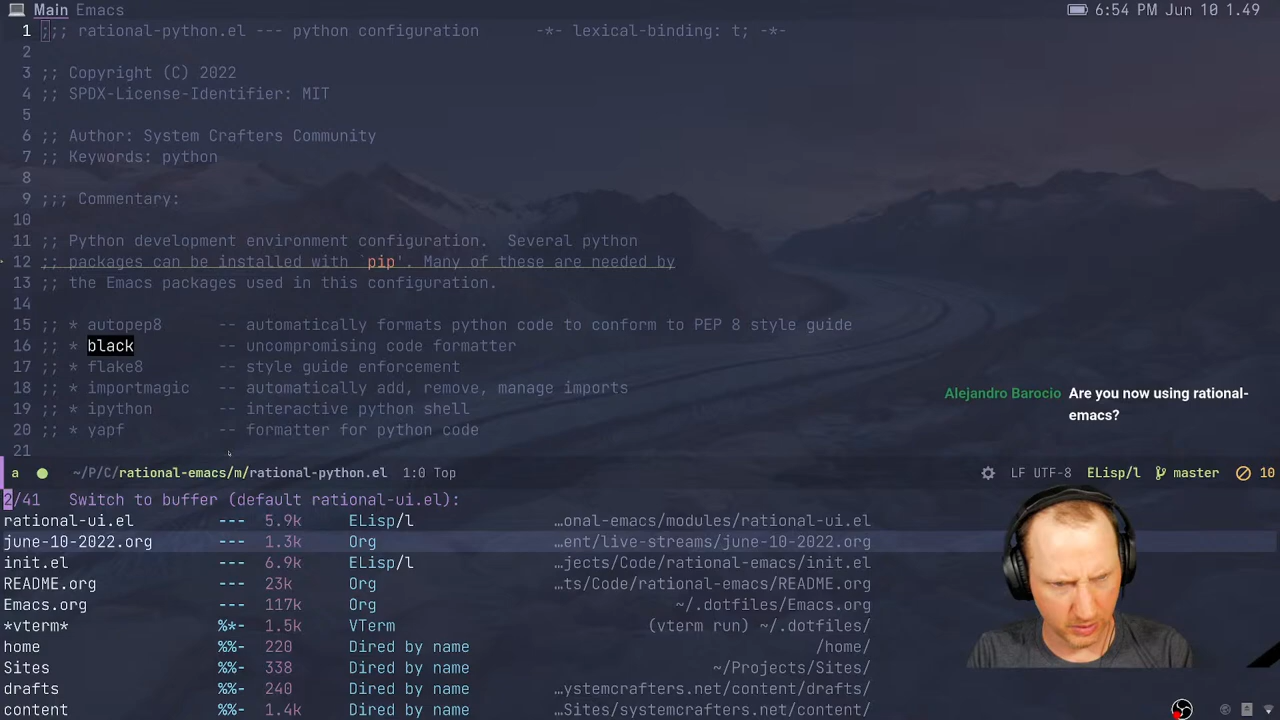 Main Emacs 6:54 PM Jun 10 1.49
1 ;;; rational-python.el --- python configuration -*- lexical-binding: t; -*-
2
3 ;; Copyright (C) 2022
4 ;; SPDX-License-Identifier: MIT
5
6 ;; Author: System Crafters Community
7 ;; Keywords: python
8
9 ;;; Commentary:
10
11 ;; Python development environment configuration. Several python
12 ;; packages can be installed with `pip'. Many of these are needed by
13 ;; the Emacs packages used in this configuration.
14
15 ;; * autopep8 -- automatically formats python code to conform to PEP 8 style guide
16 ;; * black -- uncompromising code formatter
17 ;; * flake8 -- style guide enforcement
18 ;; * importmagic -- automatically add, remove, manage imports
Alejandro Barocio Are you now using rational-
emacs?
19 ;; * ipython -- interactive python shell
20 ;; * yapf -- formatter for python code
21
a ~/P/C/rational-emacs/m/rational-python.el 1:0 Top LF UTF-8 ELisp/l master 10
2/41 Switch to buffer (default rational-ui.el):
rational-ui.el --- 5.9k ELisp/l …onal-emacs/modules/rational-ui.el
june-10-2022.org --- 1.3k Org …ent/live-streams/june-10-2022.org
init.el --- 6.9k ELisp/l …jects/Code/rational-emacs/init.el
README.org --- 23k Org …ts/Code/rational-emacs/README.org
Emacs.org --- 117k Org ~/.dotfiles/Emacs.org
*vterm* %*- 1.5k VTerm (vterm run) ~/.dotfiles/
home %%- 220 Dired by name /home/
Sites %%- 338 Dired by name ~/Projects/Sites/
drafts %%- 240 Dired by name …ystemcrafters.net/content/drafts/
content %%- 1.4k Dired by name …Sites/systemcrafters.net/content/